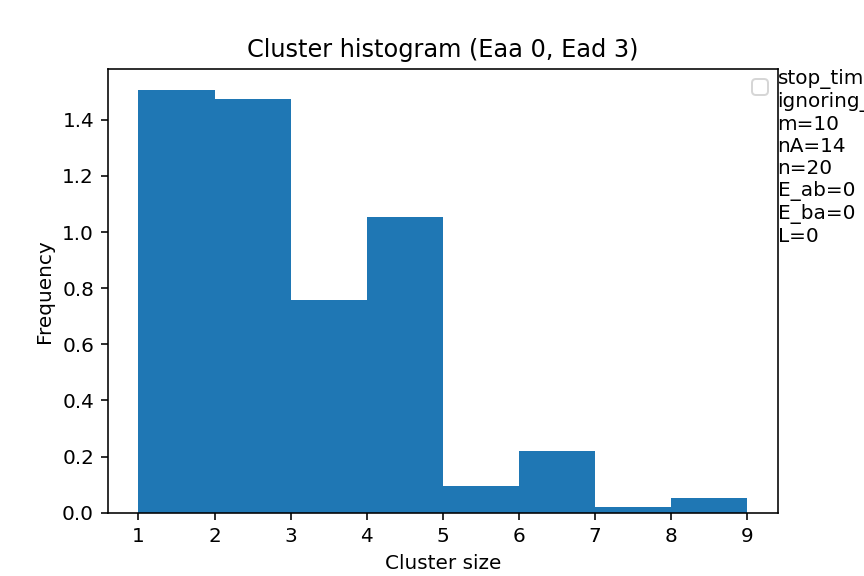 Cluster histogram (Eaa 0, Ead 3)
stop_tim
ignoring_
m=10
nA=14
n=20
E_ab=0
E_ba=0
L=0
Frequency
1.4
1.2
1.0
0.8
0.6
0.4
0.2
0.0
1 2 3 4 5 6 7 8 9
Cluster size